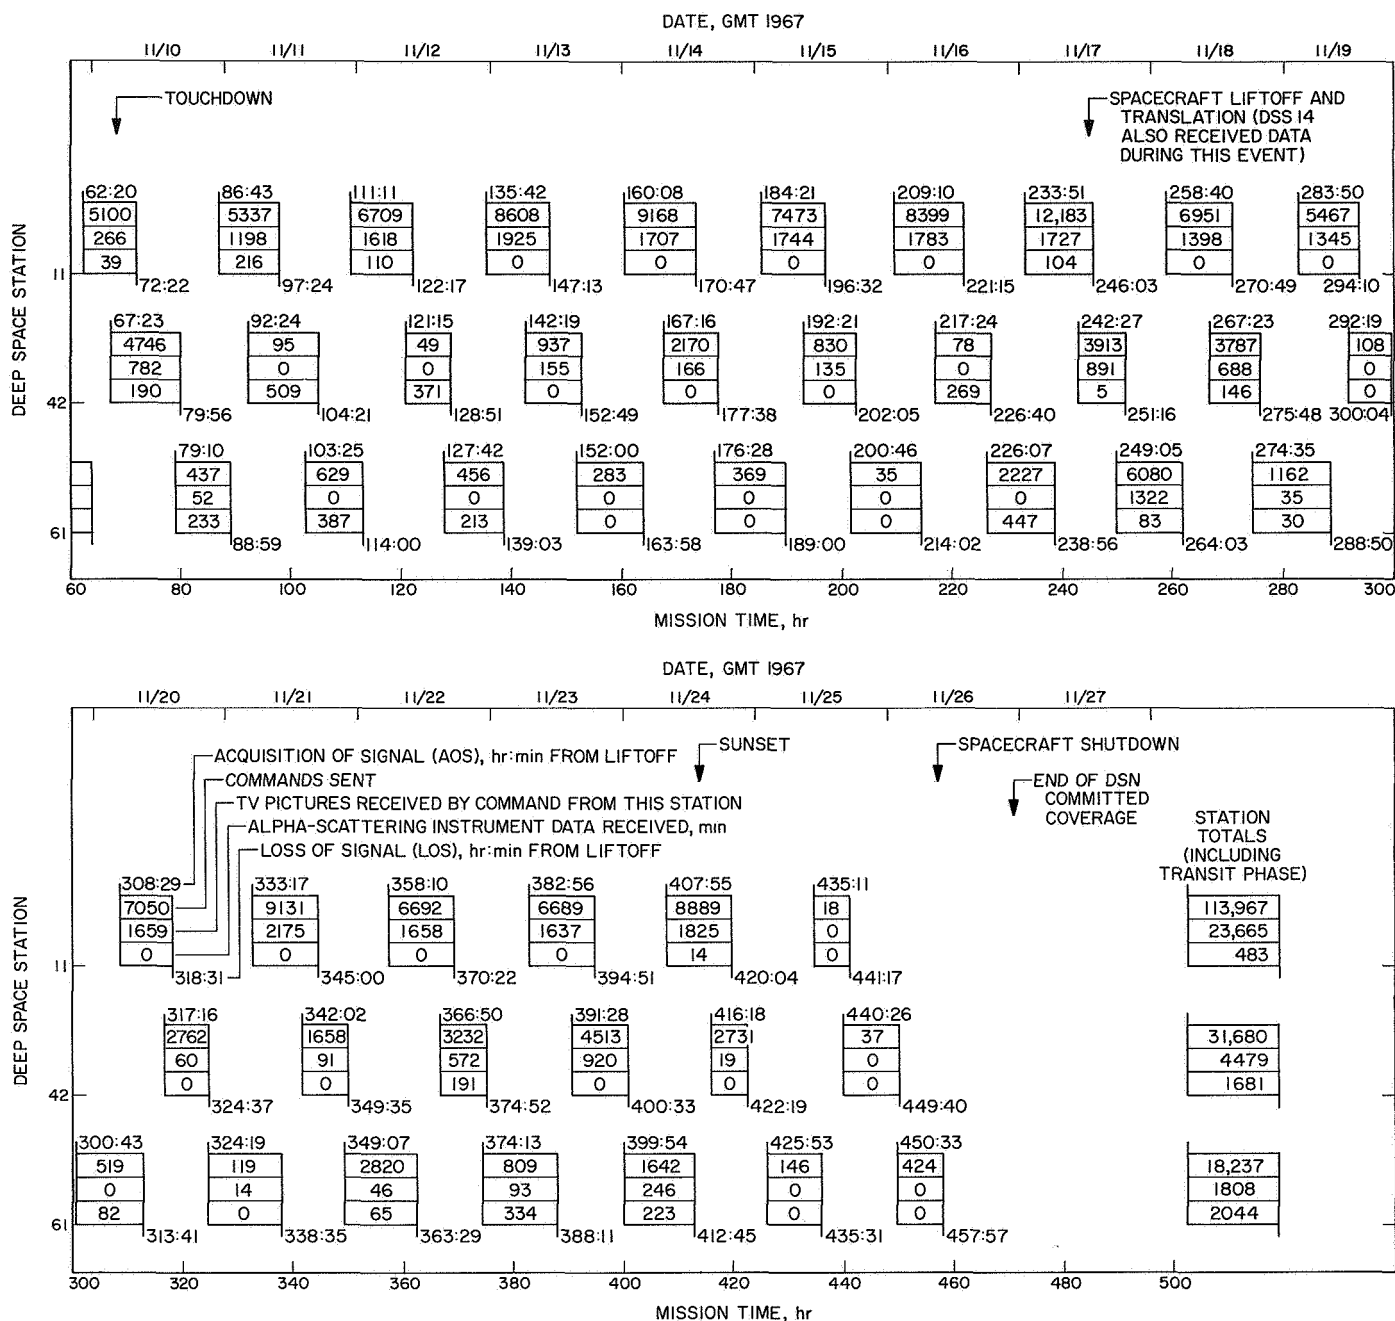 DATE, GMT 1967
11/10 11/11 11/12 11/13 11/14 11/15 11/16 11/17 11/18 11/19
TOUCHDOWN
SPACECRAFT LIFTOFF AND
TRANSLATION (DSS 14
ALSO RECEIVED DATA
DURING THIS EVENT)
DEEP SPACE STATION
62:20 86:43 111:11 135:42 160:08 184:21 209:10 233:51 258:40 283:50
5100 5337 6709 8608 9168 7473 8399 12,183 6951 5467
266 1198 1618 1925 1707 1744 1783 1727 1398 1345
39 216 110 0 0 0 0 104 0 0
11 72:22 97:24 122:17 147:13 170:47 196:32 221:15 246:03 270:49 294:10
67:23 92:24 121:15 142:19 167:16 192:21 217:24 242:27 267:23 292:19
4746 95 49 937 2170 830 78 3913 3787 108
782 0 0 155 166 135 0 891 688 0
190 509 371 0 0 0 269 5 146 0
42 79:56 104:21 128:51 152:49 177:38 202:05 226:40 251:16 275:48 300:04
79:10 103:25 127:42 152:00 176:28 200:46 226:07 249:05 274:35
437 629 456 283 369 35 2227 6080 1162
52 0 0 0 0 0 0 1322 35
233 387 213 0 0 0 447 83 30
61 88:59 114:00 139:03 163:58 189:00 214:02 238:56 264:03 288:50
60 80 100 120 140 160 180 200 220 240 260 280 300
MISSION TIME, hr
DATE, GMT 1967
11/20 11/21 11/22 11/23 11/24 11/25 11/26 11/27
ACQUISITION OF SIGNAL (AOS), hr:min FROM LIFTOFF
COMMANDS SENT
TV PICTURES RECEIVED BY COMMAND FROM THIS STATION
ALPHA-SCATTERING INSTRUMENT DATA RECEIVED, min
LOSS OF SIGNAL (LOS), hr:min FROM LIFTOFF
SUNSET
SPACECRAFT SHUTDOWN
END OF DSN
COMMITTED
COVERAGE
STATION
TOTALS
(INCLUDING
TRANSIT PHASE)
DEEP SPACE STATION
308:29 333:17 358:10 382:56 407:55 435:11
7050 9131 6692 6689 8889 18 113,967
1659 2175 1658 1637 1825 0 23,665
0 0 0 0 14 0 483
11 318:31 345:00 370:22 394:51 420:04 441:17
317:16 342:02 366:50 391:28 416:18 440:26
2762 1658 3232 4513 2731 37 31,680
60 91 572 920 19 0 4479
0 0 191 0 0 0 1681
42 324:37 349:35 374:52 400:33 422:19 449:40
300:43 324:19 349:07 374:13 399:54 425:53 450:33
519 119 2820 809 1642 146 424 18,237
0 14 46 93 246 0 0 1808
82 0 65 334 223 0 0 2044
61 313:41 338:35 363:29 388:11 412:45 435:31 457:57
300 320 340 360 380 400 420 440 460 480 500
MISSION TIME, hr